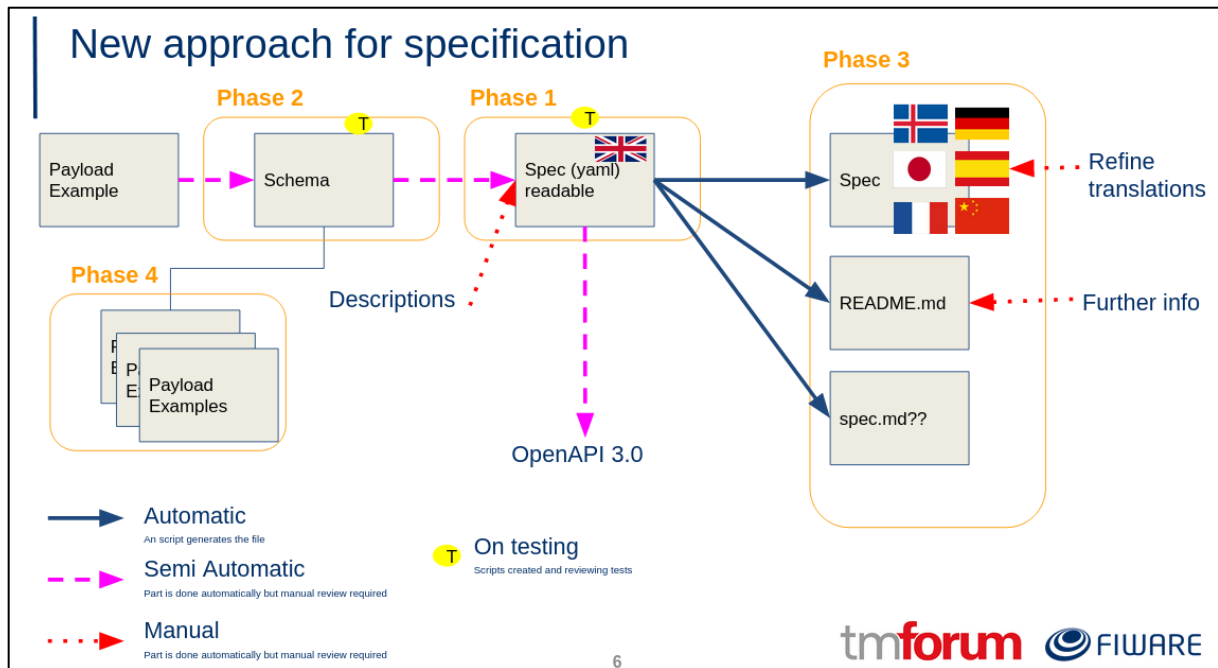 New approach for specification
Phase 3
Phase 2
Phase 1
T
T
Payload
Example
Schema
Spec (yaml)
readable
Spec
Refine
translations
Phase 4
Descriptions
README.md
Further info
P
E
Pa
Ex
Payload
Examples
spec.md??
OpenAPI 3.0
Automatic
An script generates the file
T
On testing
Scripts created and reviewing tests
Semi Automatic
Part is done automatically but manual review required
Manual
Part is done automatically but manual review required
6
tmforum
FIWARE